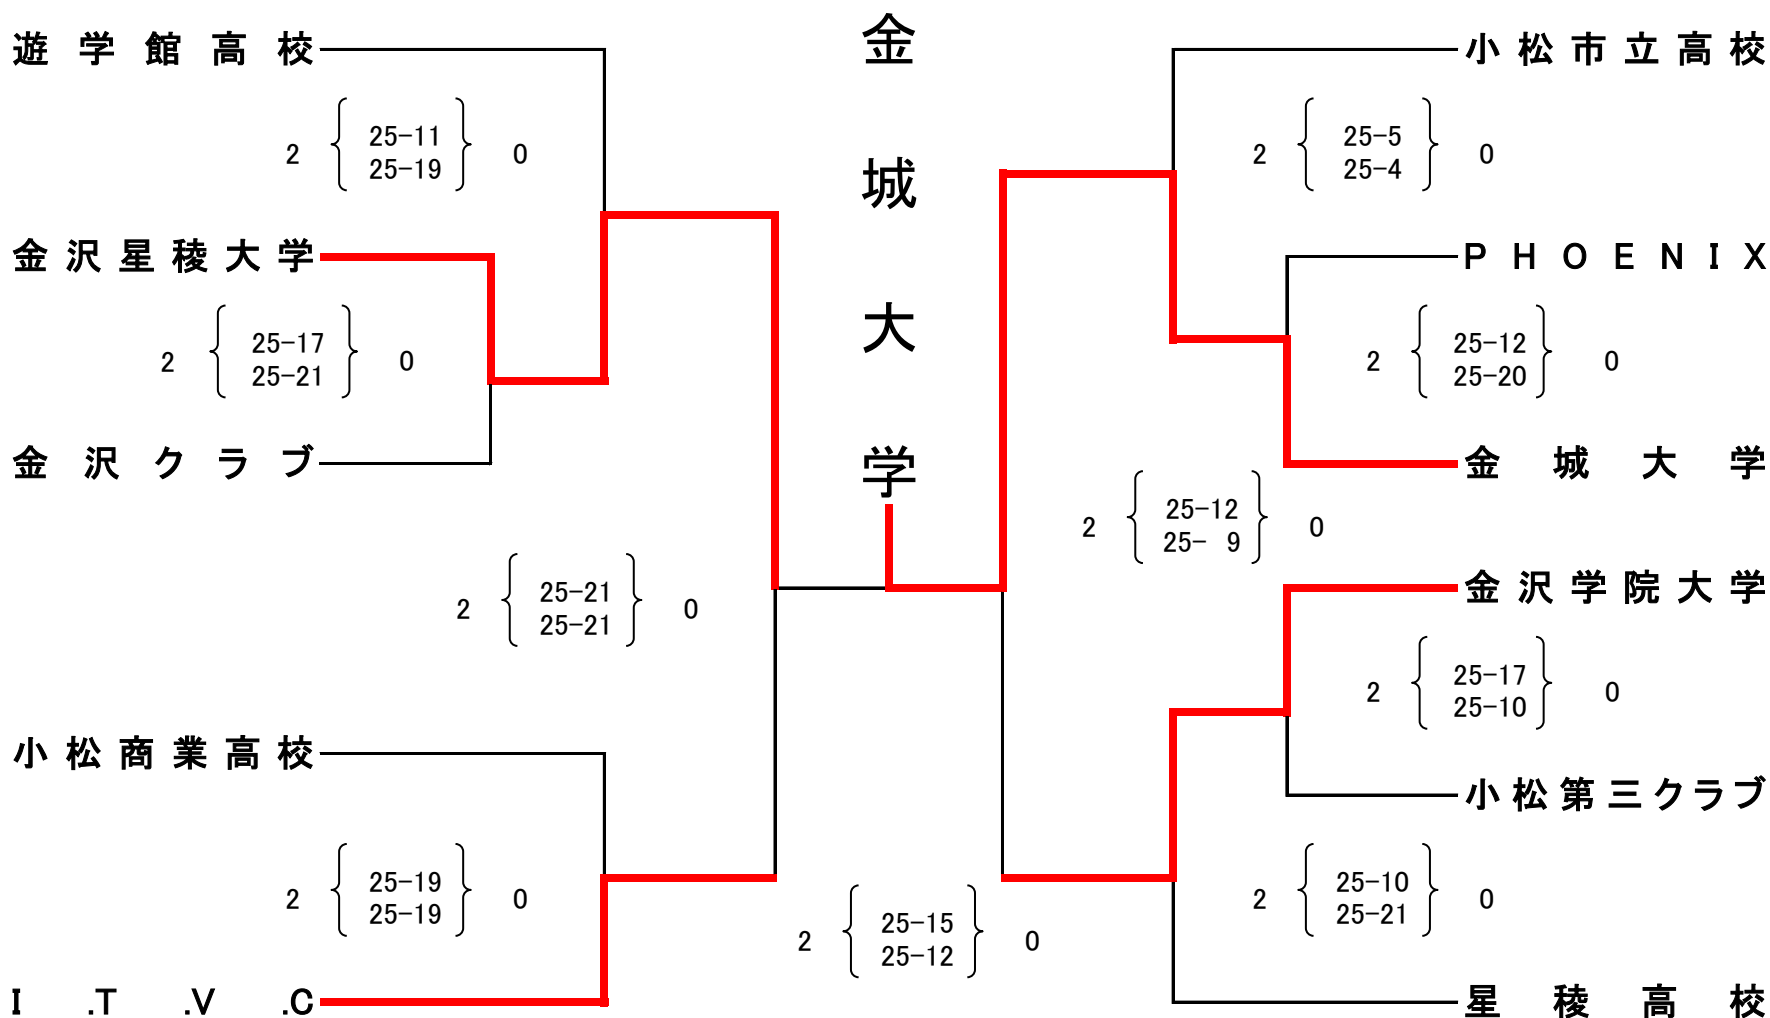 金城大学
遊学館高校
2 25-11 0
25-19
金沢星稜大学
2 25-17 0
25-21
金沢クラブ
2 25-21 0
25-21
小松商業高校
2 25-19 0
25-19
I.T.V.C
2 25-15 0
25-12
小松市立高校
2 25-5 0
25-4
PHOENIX
2 25-12 0
25-20
金城大学
2 25-12 0
25- 9
金沢学院大学
2 25-17 0
25-10
小松第三クラブ
2 25-10 0
25-21
星稜高校